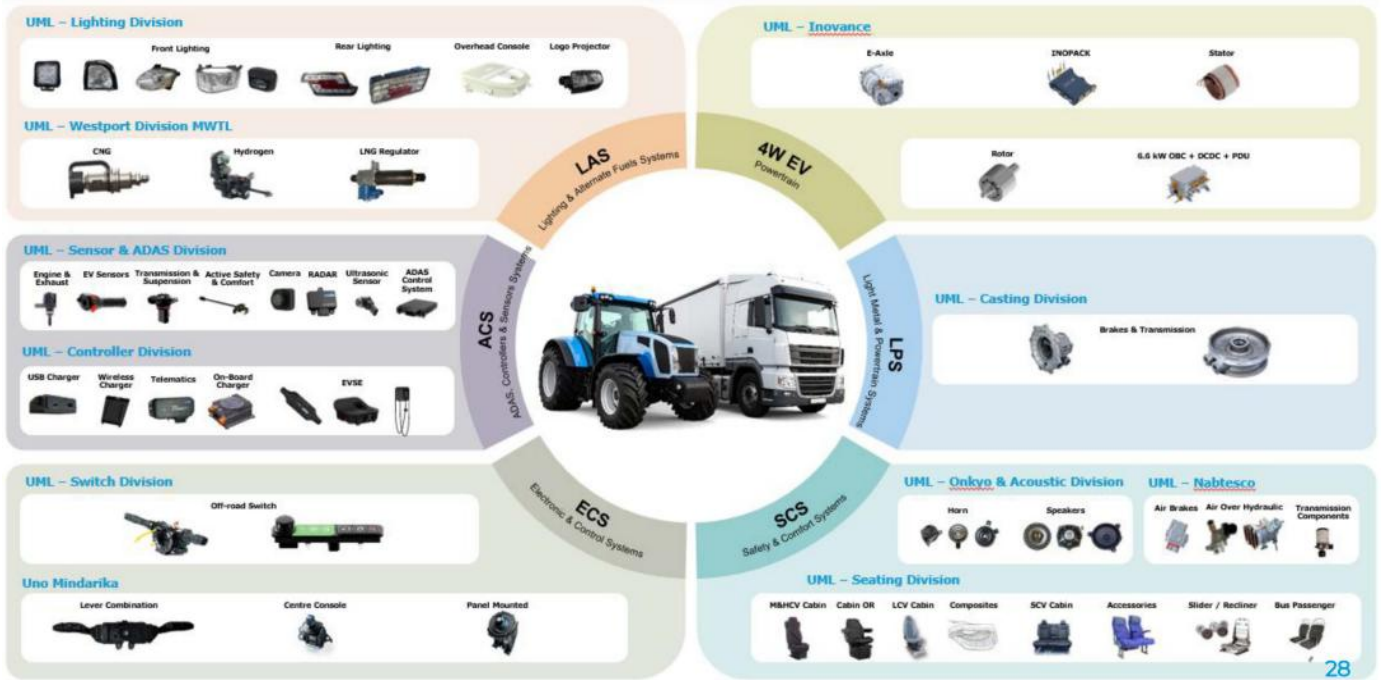 UML – Lighting Division
Front Lighting
Rear Lighting
Overhead Console
Logo Projector
UML – Westport Division MWTL
CNG
Hydrogen
LNG Regulator
LAS
Lighting & Alternate Fuels Systems
UML – Inovance
E-Axle
INOPACK
Stator
Rotor
6.6 kW OBC + DCDC + PDU
4W EV
Powertrain
UML – Sensor & ADAS Division
Engine &
Exhaust
EV Sensors
Transmission &
Suspension
Active Safety
& Comfort
Camera
RADAR
Ultrasonic
Sensor
ADAS
Control
System
UML – Controller Division
USB Charger
Wireless
Charger
Telematics
On-Board
Charger
EVSE
ACS
ADAS, Controllers & Sensors Systems
UML – Casting Division
Brakes & Transmission
LPS
Light Metal & Powertrain Systems
UML – Switch Division
Off-road Switch
Uno Mindarika
Lever Combination
Centre Console
Panel Mounted
ECS
Electronic & Control Systems
SCS
Safety & Comfort Systems
UML – Onkyo & Acoustic Division
Horn
Speakers
UML – Nabtesco
Air Brakes
Air Over Hydraulic
Transmission
Components
UML – Seating Division
M&HCV Cabin
Cabin OR
LCV Cabin
Composites
SCV Cabin
Accessories
Slider / Recliner
Bus Passenger
28